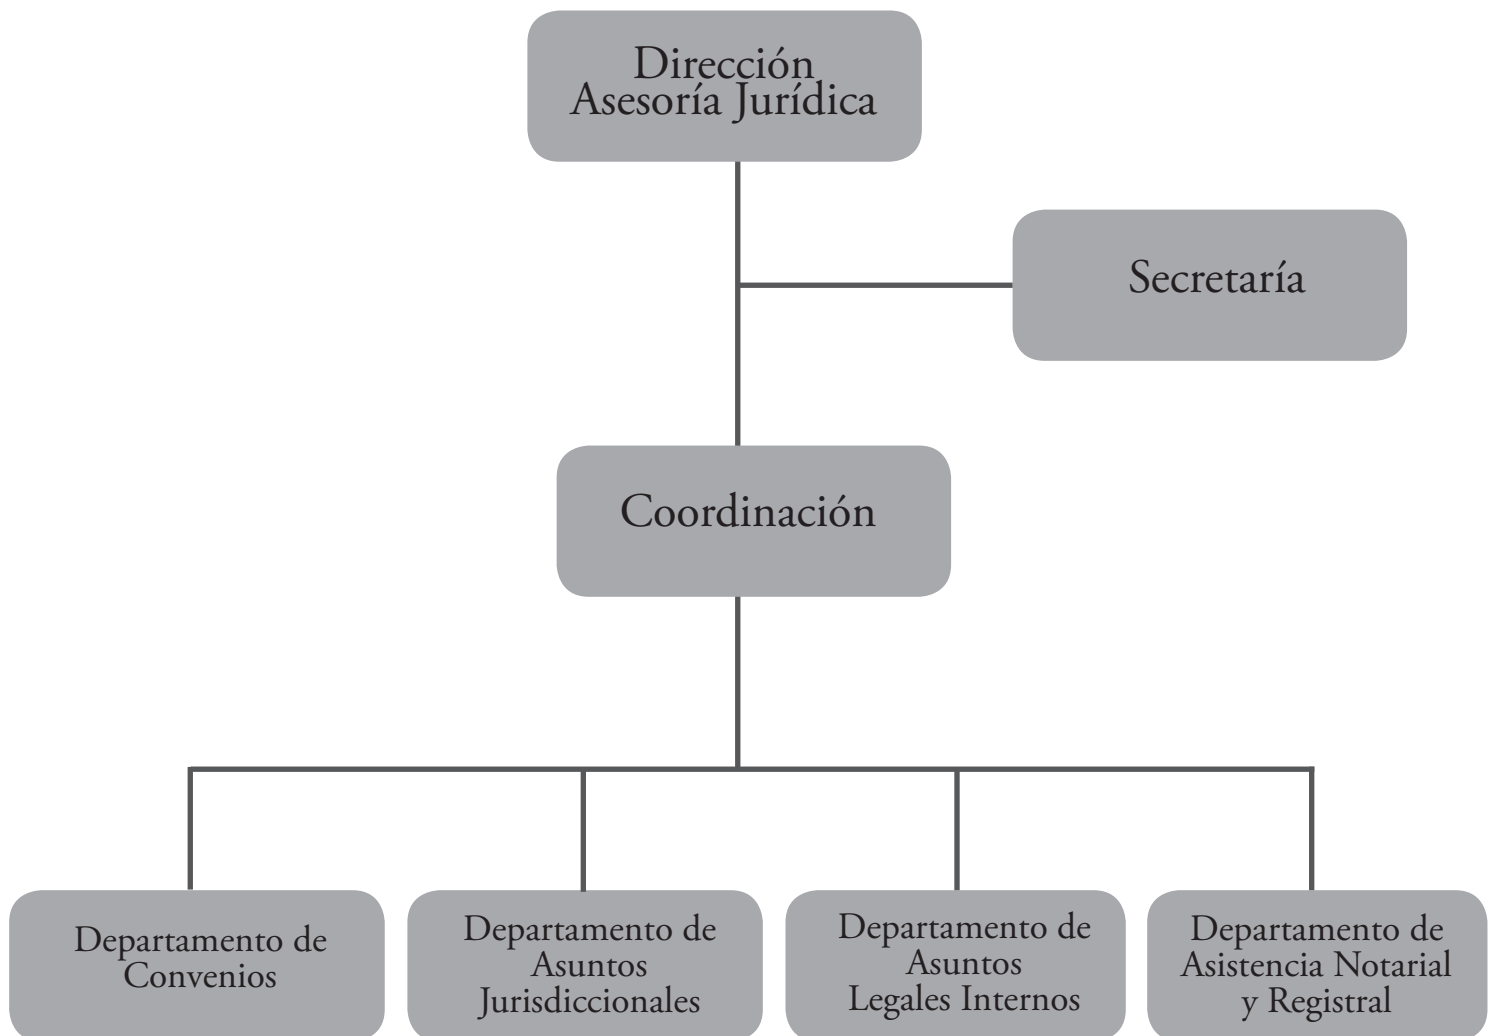 Dirección
Asesoría Jurídica
Secretaría
Coordinación
Departamento de
Convenios
Departamento de
Asuntos
Jurisdiccionales
Departamento de
Asuntos
Legales Internos
Departamento de
Asistencia Notarial
y Registral